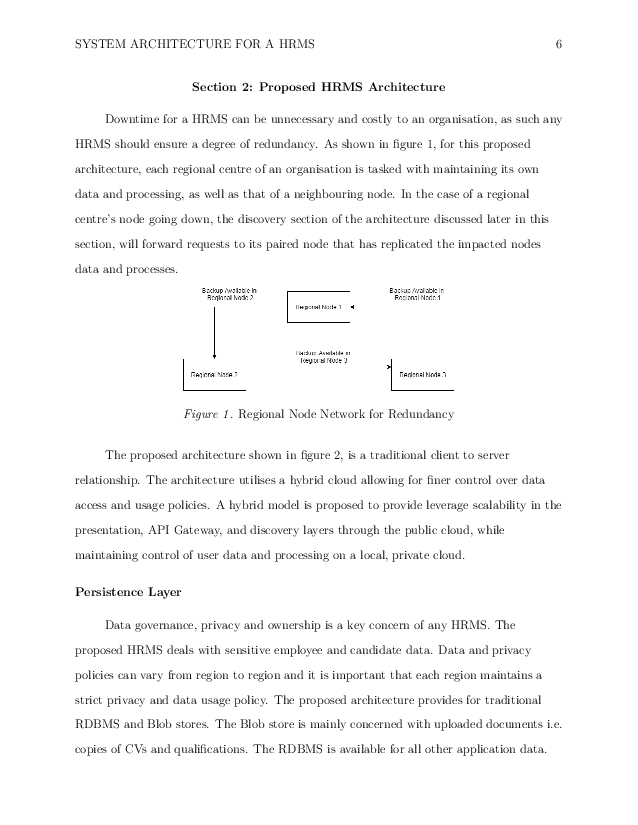 SYSTEM ARCHITECTURE FOR A HRMS 6
Section 2: Proposed HRMS Architecture
Downtime for a HRMS can be unnecessary and costly to an organisation, as such any
HRMS should ensure a degree of redundancy. As shown in figure 1, for this proposed
architecture, each regional centre of an organisation is tasked with maintaining its own
data and processing, as well as that of a neighbouring node. In the case of a regional
centre's node going down, the discovery section of the architecture discussed later in this
section, will forward requests to its paired node that has replicated the impacted nodes
data and processes.
Backup Available in
Regional Node 2
Regional Node 1
Backup Available in
Regional Node 1
Backup Available in
Regional Node 3
Regional Node 2
Regional Node 3
Figure 1. Regional Node Network for Redundancy
The proposed architecture shown in figure 2, is a traditional client to server
relationship. The architecture utilises a hybrid cloud allowing for finer control over data
access and usage policies. A hybrid model is proposed to provide leverage scalability in the
presentation, API Gateway, and discovery layers through the public cloud, while
maintaining control of user data and processing on a local, private cloud.
Persistence Layer
Data governance, privacy and ownership is a key concern of any HRMS. The
proposed HRMS deals with sensitive employee and candidate data. Data and privacy
policies can vary from region to region and it is important that each region maintains a
strict privacy and data usage policy. The proposed architecture provides for traditional
RDBMS and Blob stores. The Blob store is mainly concerned with uploaded documents i.e.
copies of CVs and qualifications. The RDBMS is available for all other application data.